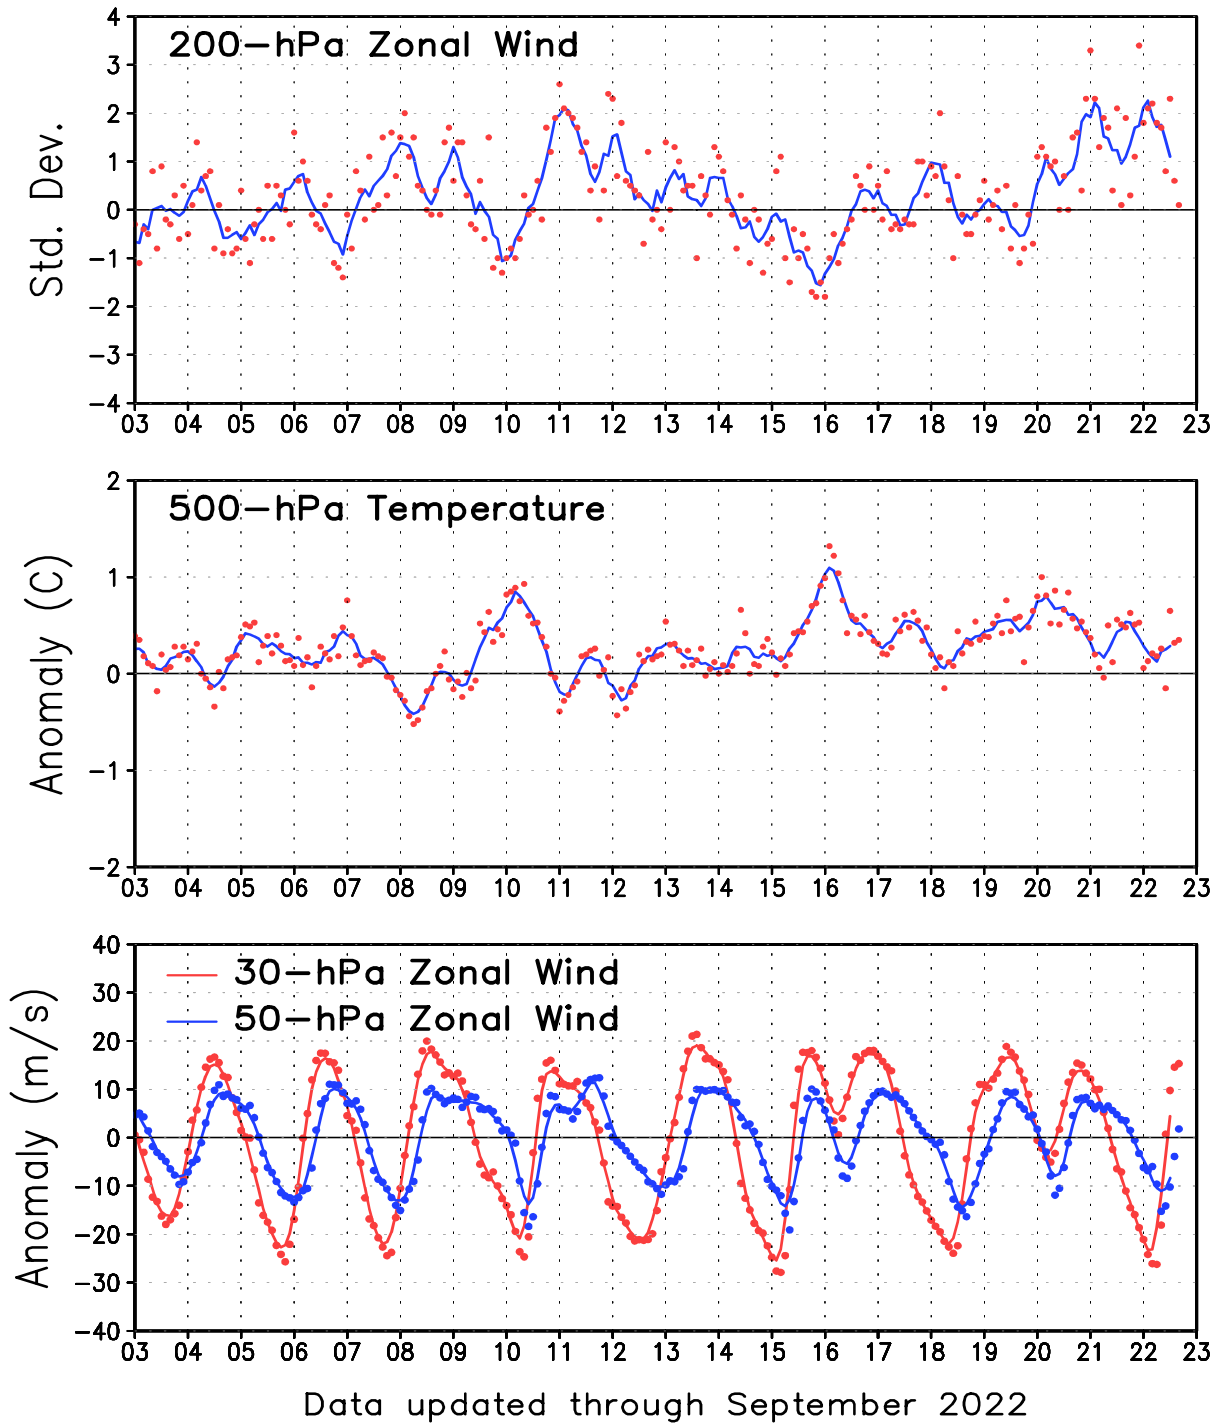 200-hPa Zonal Wind
Std. Dev.
4
3
2
1
0
-1
-2
-3
-4
03 04 05 06 07 08 09 10 11 12 13 14 15 16 17 18 19 20 21 22 23
500-hPa Temperature
Anomaly (C)
2
1
0
-1
-2
03 04 05 06 07 08 09 10 11 12 13 14 15 16 17 18 19 20 21 22 23
30-hPa Zonal Wind
50-hPa Zonal Wind
Anomaly (m/s)
40
30
20
10
0
-10
-20
-30
-40
03 04 05 06 07 08 09 10 11 12 13 14 15 16 17 18 19 20 21 22 23
Data updated through September 2022